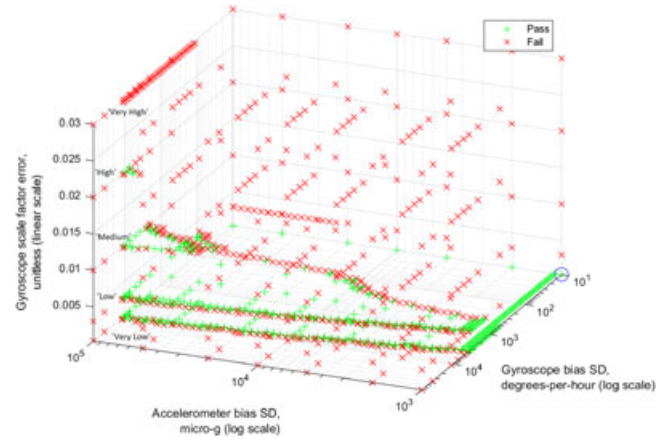 Pass
Fail
'Very High'
0.03
0.025
'High'
0.02
0.015
'Medium'
0.01
'Low'
0.005
'Very Low'
Gyroscope scale factor error,
unitless (linear scale)
10^5
10^4
10^3
Accelerometer bias SD,
micro-g (log scale)
10^1
10^2
10^3
10^4
Gyroscope bias SD,
degrees-per-hour (log scale)